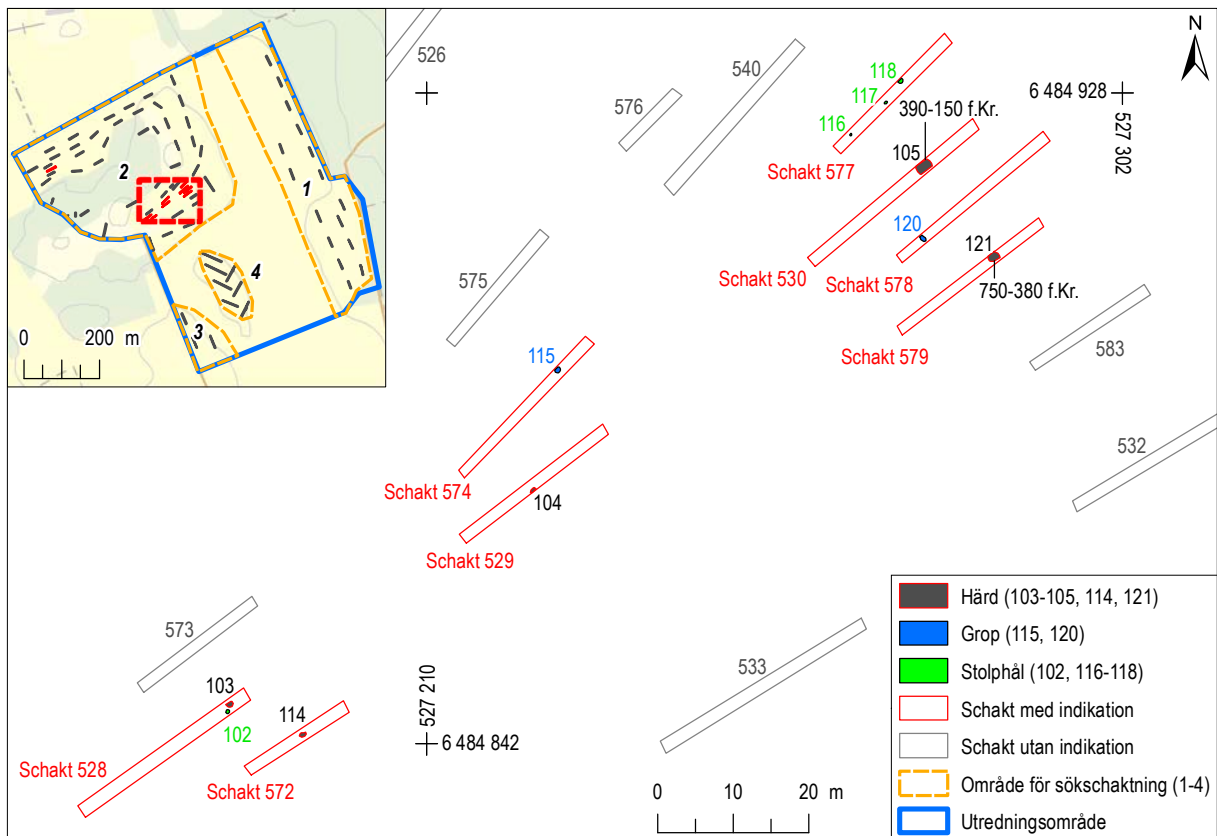 2
1
4
3
0 200 m
526
540
576
118
117
116
390-150 f.Kr.
N
6 484 928
527 302
Schakt 577
105
120
121
Schakt 530
Schakt 578
750-380 f.Kr.
Schakt 579
575
583
115
532
Schakt 574
104
Schakt 529
573
533
103
102
114
527 210
6 484 842
Schakt 528
Schakt 572
0 10 20 m
Härd (103-105, 114, 121)
Grop (115, 120)
Stolphål (102, 116-118)
Schakt med indikation
Schakt utan indikation
Område för sökschaktning (1-4)
Utredningsområde